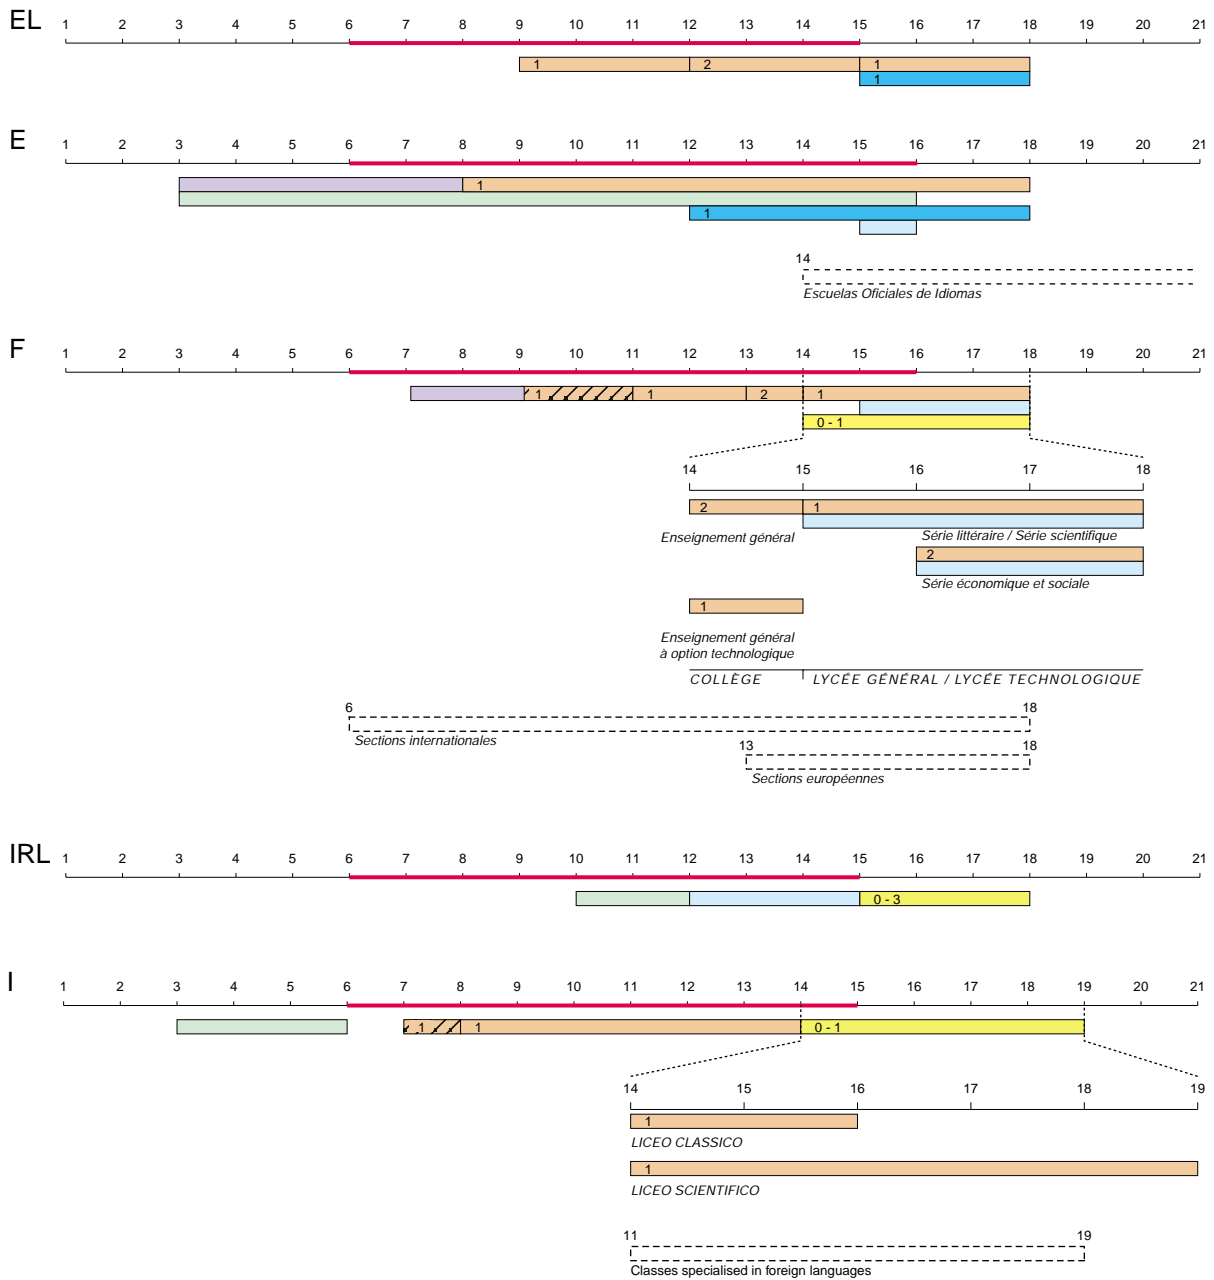 EL 1 2 3 4 5 6 7 8 9 10 11 12 13 14 15 16 17 18 19 20 21
1 2 1
1
E 1 2 3 4 5 6 7 8 9 10 11 12 13 14 15 16 17 18 19 20 21
1
1
14
Escuelas Oficiales de Idiomas
F 1 2 3 4 5 6 7 8 9 10 11 12 13 14 15 16 17 18 19 20 21
1 1 2 1
0 - 1
14 15 16 17 18
2 1
Enseignement général Série littéraire / Série scientifique
2
Série économique et sociale
1
Enseignement général
à option technologique
COLLÈGE LYCÉE GÉNÉRAL / LYCÉE TECHNOLOGIQUE
6 18
Sections internationales
13 18
Sections européennes
IRL 1 2 3 4 5 6 7 8 9 10 11 12 13 14 15 16 17 18 19 20 21
0 - 3
I 1 2 3 4 5 6 7 8 9 10 11 12 13 14 15 16 17 18 19 20 21
1 1 0 - 1
14 15 16 17 18 19
1
LICEO CLASSICO
1
LICEO SCIENTIFICO
11 19
Classes specialised in foreign languages